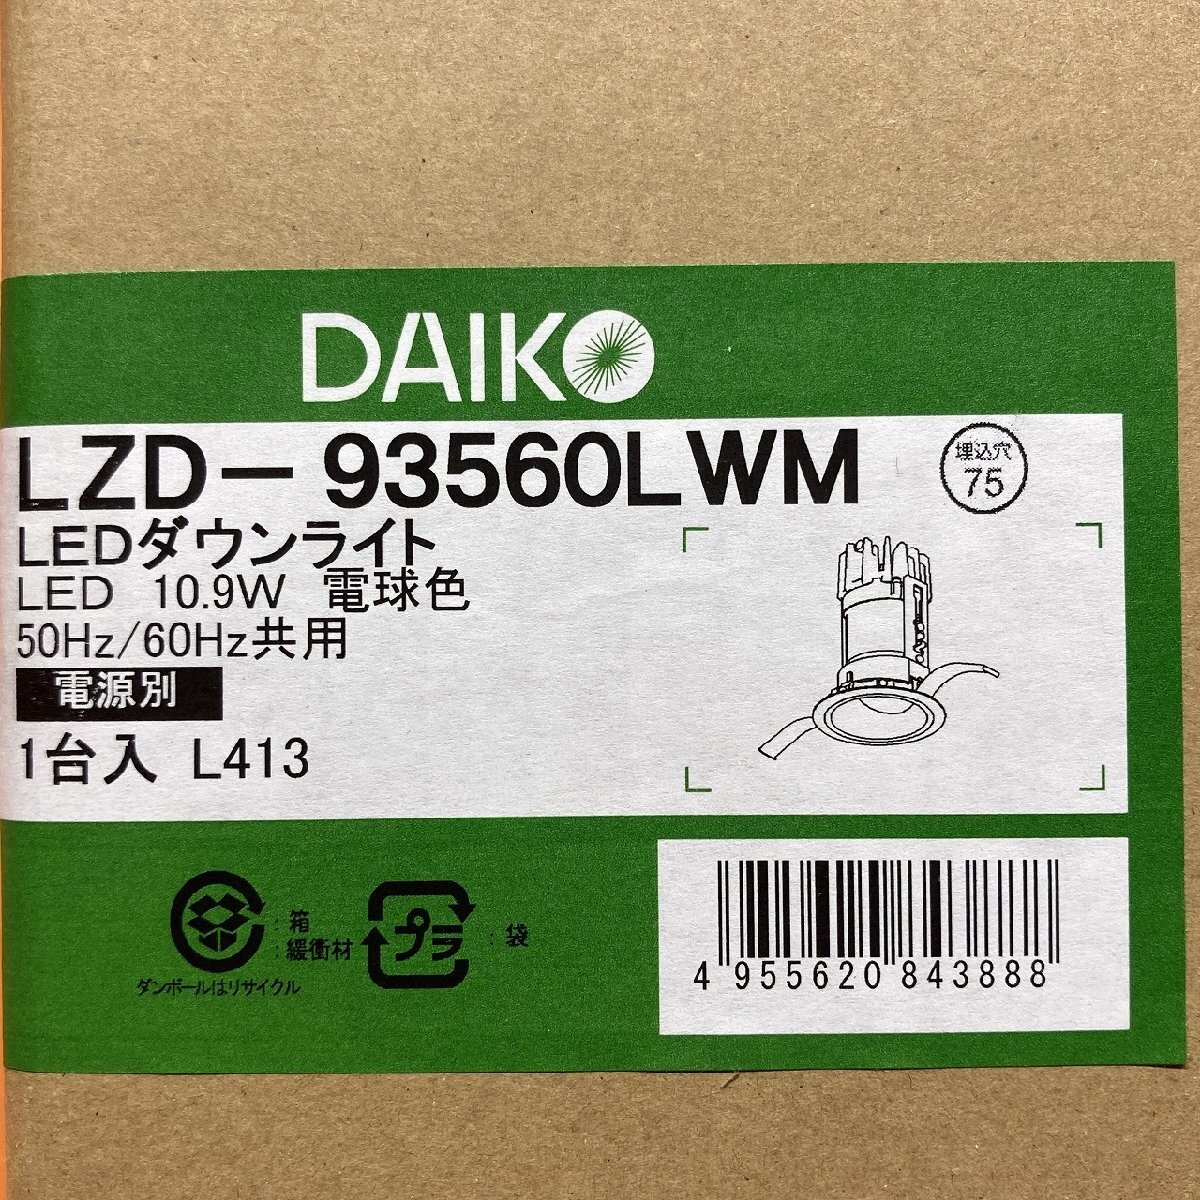 DAIKO
LZD-93560LWM
埋込穴
75
LEDダウンライト
LED 10.9W 電球色
50Hz/60Hz共用
電源別
1台入 L413
:箱
:緩衝材
ダンボールはリサイクル
プラ
:袋
4 955620 843888